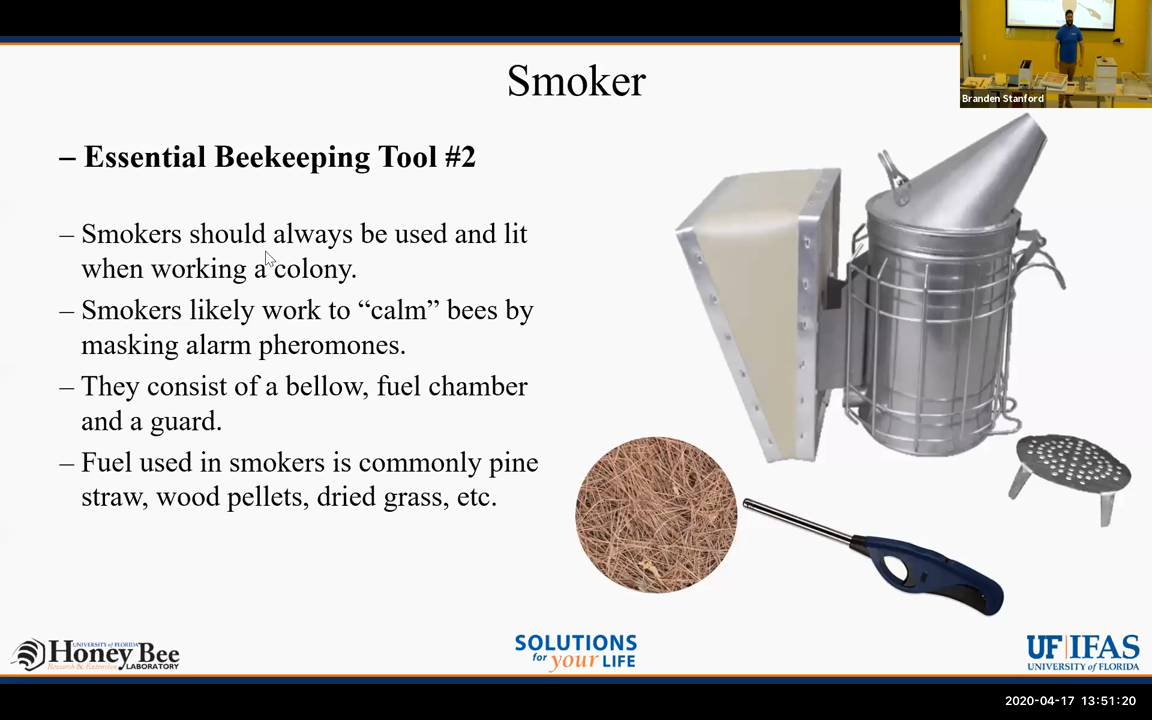 Smoker
Branden Stanford
– Essential Beekeeping Tool #2
– Smokers should always be used and lit
when working a colony.
– Smokers likely work to “calm” bees by
masking alarm pheromones.
– They consist of a bellow, fuel chamber
and a guard.
– Fuel used in smokers is commonly pine
straw, wood pellets, dried grass, etc.
UNIVERSITY of FLORIDA
Honey Bee
Research & Extension LABORATORY
SOLUTIONS
for your LIFE
UF|IFAS
UNIVERSITY of FLORIDA
2020-04-17 13:51:20